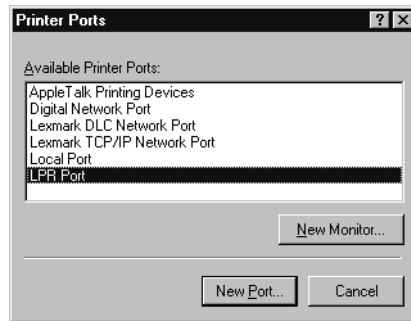 Printer Ports
Available Printer Ports:
AppleTalk Printing Devices
Digital Network Port
Lexmark DLC Network Port
Lexmark TCP/IP Network Port
Local Port
LPR Port
New Monitor...
New Port...
Cancel